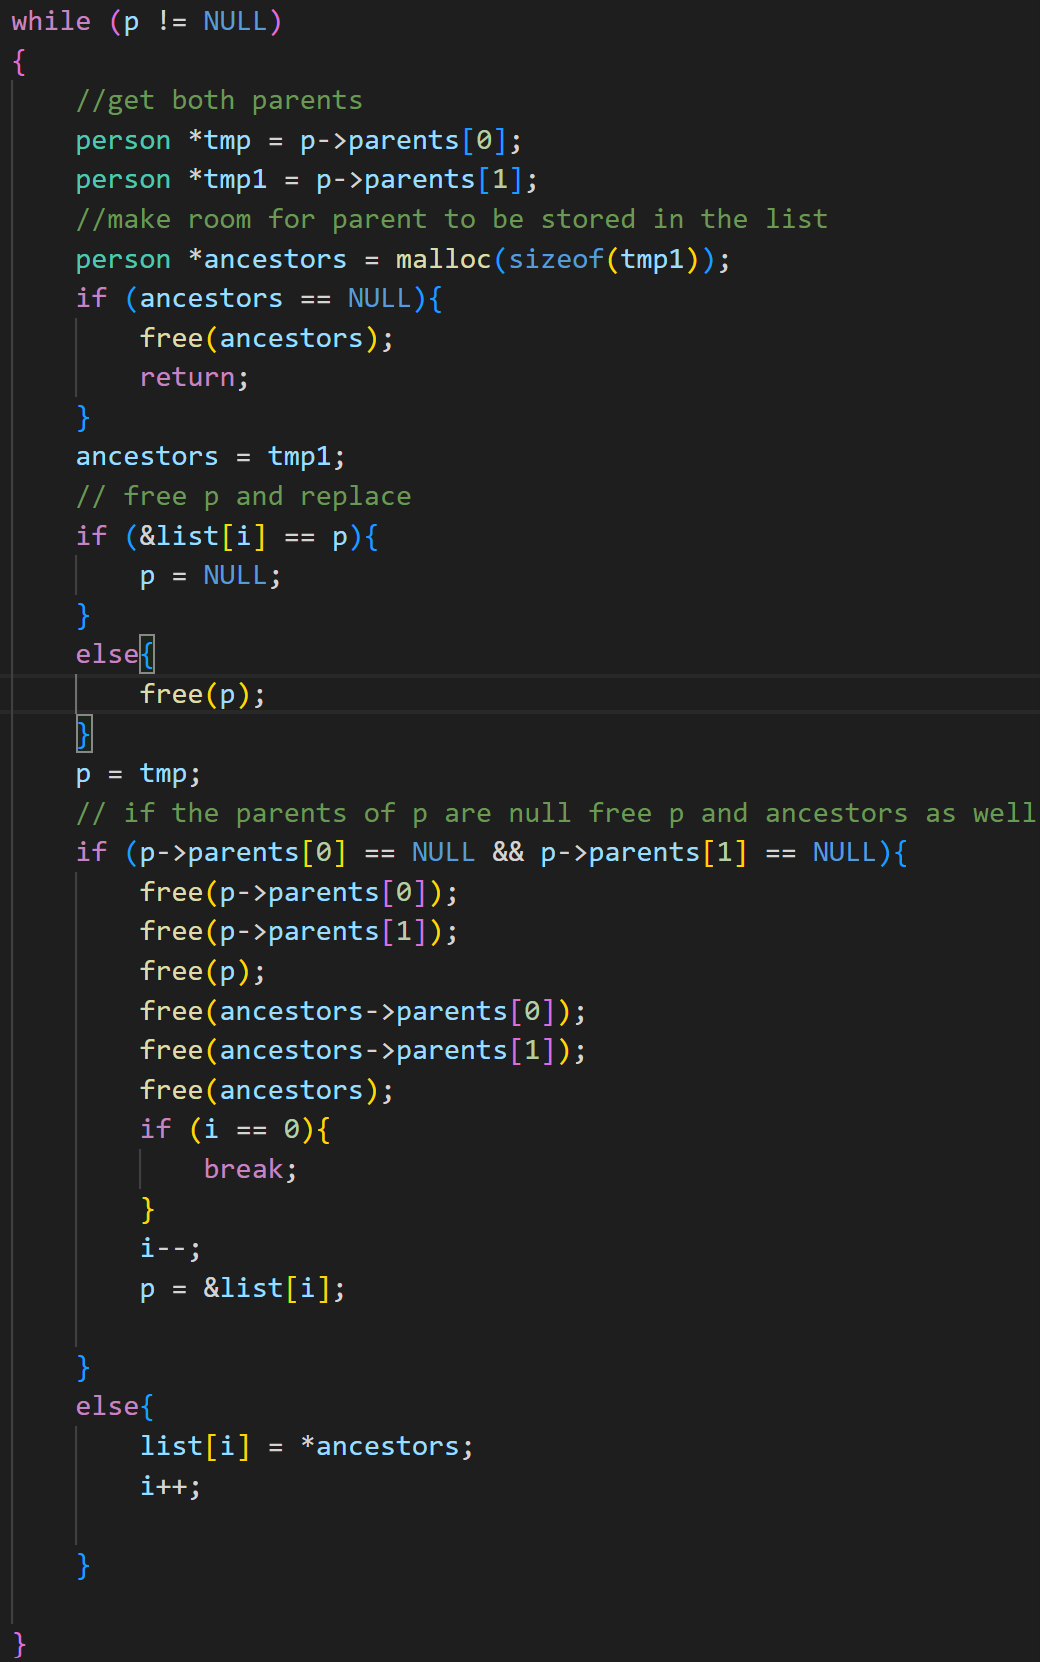 while (p != NULL)
{
    //get both parents
    person *tmp = p->parents[0];
    person *tmp1 = p->parents[1];
    //make room for parent to be stored in the list
    person *ancestors = malloc(sizeof(tmp1));
    if (ancestors == NULL){
        free(ancestors);
        return;
    }
    ancestors = tmp1;
    // free p and replace
    if (&list[i] == p){
        p = NULL;
    }
    else{
        free(p);
    }
    p = tmp;
    // if the parents of p are null free p and ancestors as well
    if (p->parents[0] == NULL && p->parents[1] == NULL){
        free(p->parents[0]);
        free(p->parents[1]);
        free(p);
        free(ancestors->parents[0]);
        free(ancestors->parents[1]);
        free(ancestors);
        if (i == 0){
            break;
        }
        i--;
        p = &list[i];

    }
    else{
        list[i] = *ancestors;
        i++;

    }

}